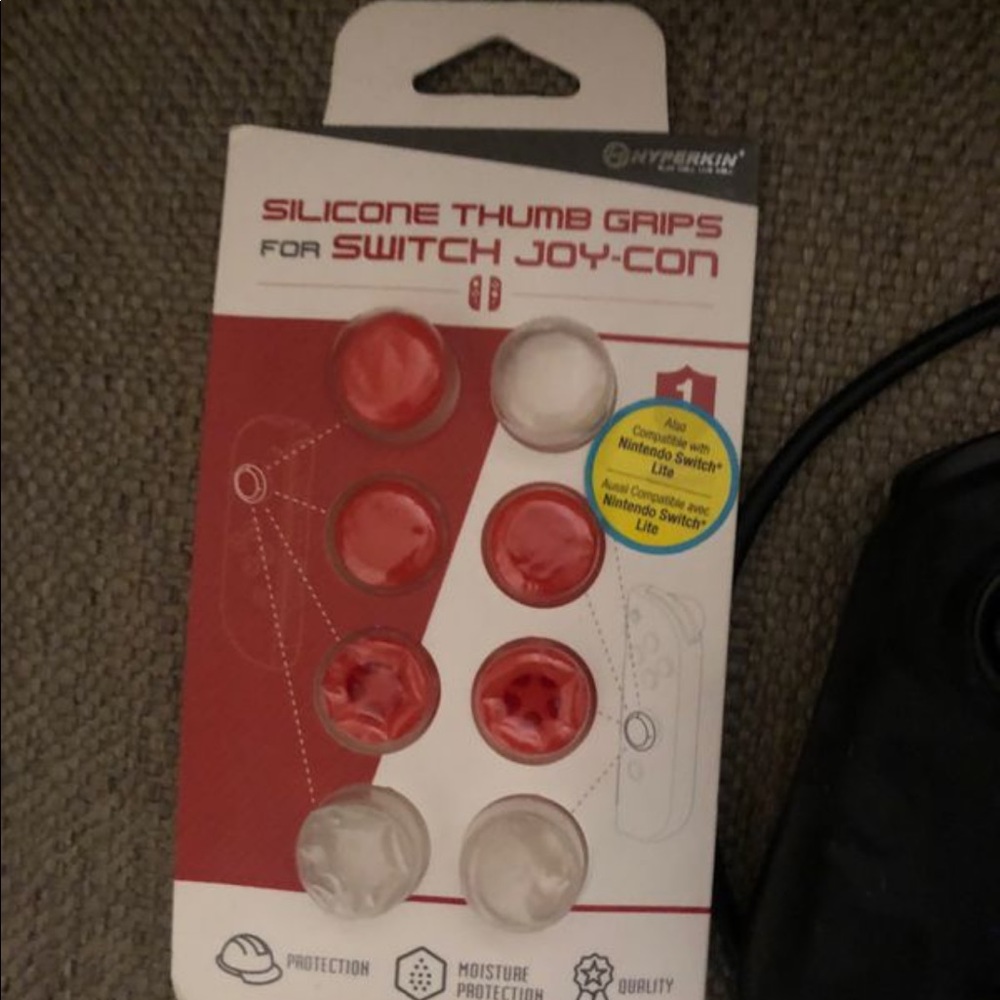 HYPERKIN®
SILICONE THUMB GRIPS
FOR SWITCH JOY-CON
1
Also
Compatible with
Nintendo Switch®
Lite
Aussi Compatible avec
Nintendo Switch®
Lite
PROTECTION
MOISTURE
PROTECTION
QUALITY